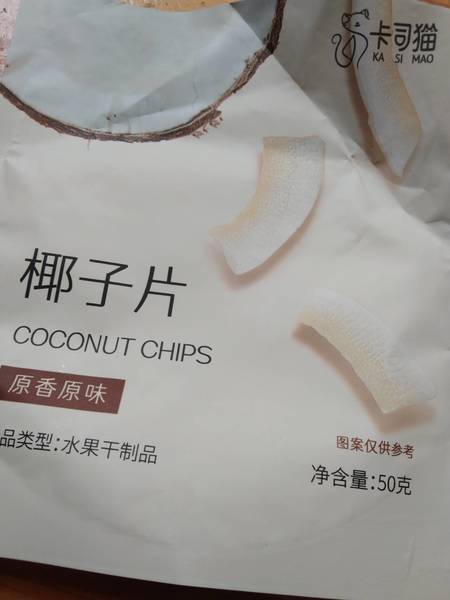 卡司猫
KA SI MAO
椰子片
COCONUT CHIPS
原香原味
品类型:水果干制品
图案仅供参考
净含量:50克